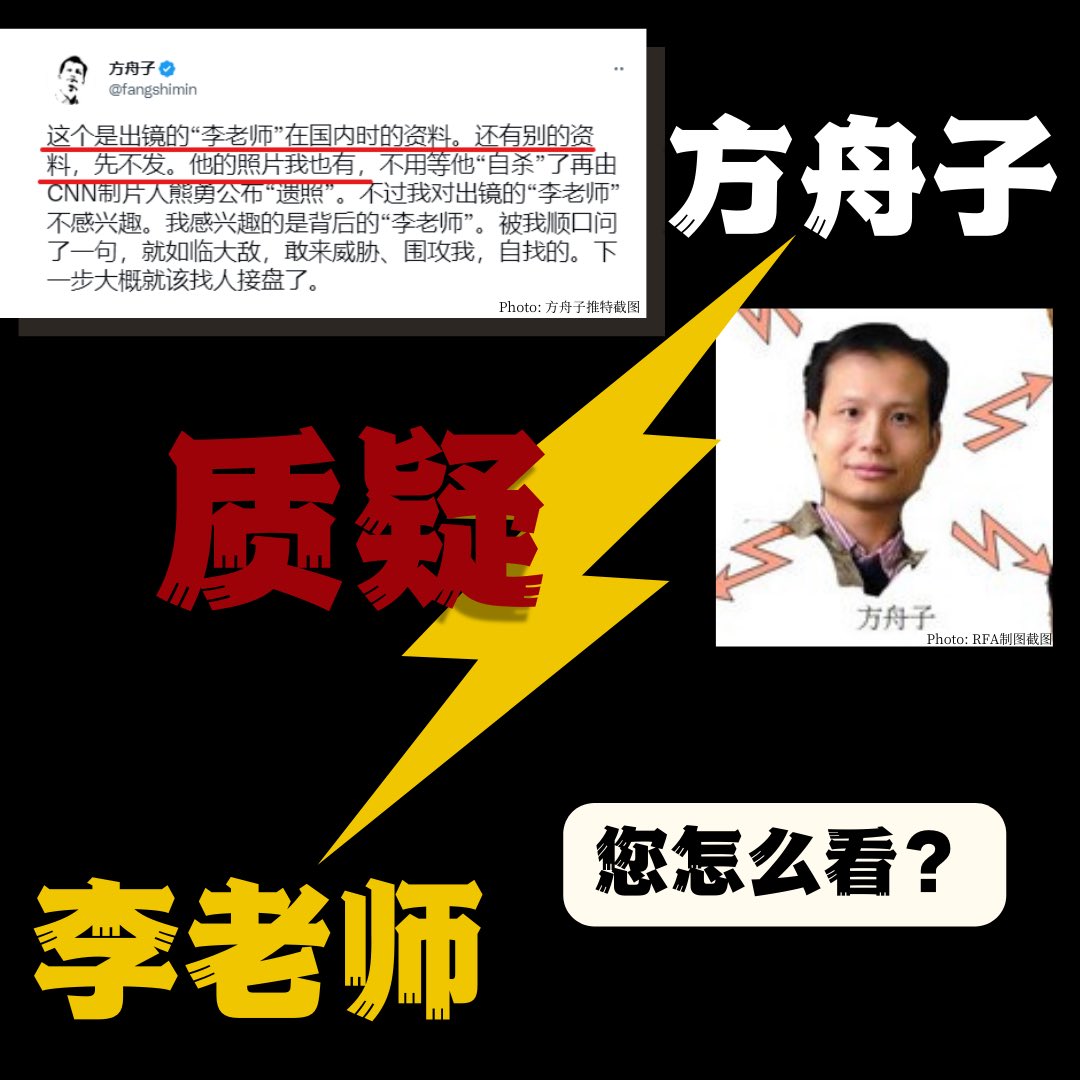 方舟子
@fangshimin
这个是出镜的“李老师”在国内时的资料。还有别的资
料，先不发。他的照片我也有，不用等他“自杀”了再由
CNN制片人熊勇公布“遗照”。不过我对出镜的“李老师”
不感兴趣。我感兴趣的是背后的“李老师”。被我顺口问
了一句，就如临大敌，敢来威胁、围攻我，自找的。下
一步大概就该找人接盘了。
Photo: 方舟子推特截图
方舟子
方舟子
Photo: RFA制图截图
质疑
李老师
您怎么看？